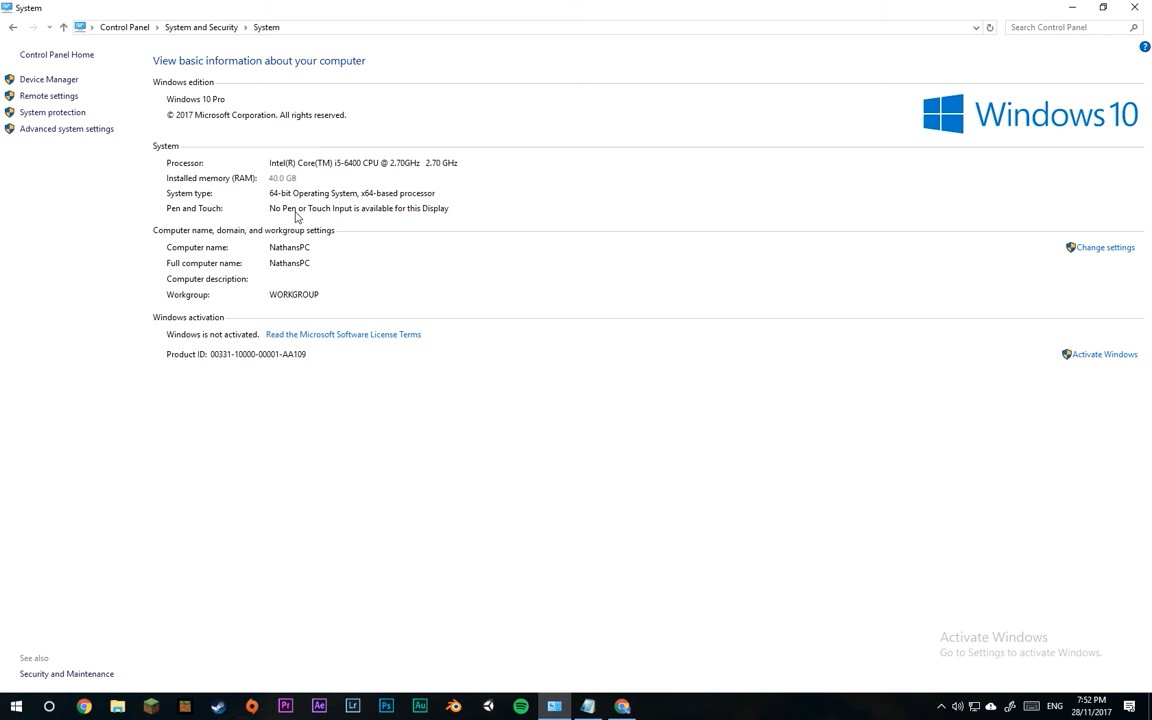 System
Control Panel > System and Security > System
Search Control Panel
Control Panel Home
Device Manager
Remote settings
System protection
Advanced system settings
View basic information about your computer
Windows edition
Windows 10 Pro
© 2017 Microsoft Corporation. All rights reserved.
Windows 10
System
Processor: Intel(R) Core(TM) i5-6400 CPU @ 2.70GHz 2.70 GHz
Installed memory (RAM): 40.0 GB
System type: 64-bit Operating System, x64-based processor
Pen and Touch: No Pen or Touch Input is available for this Display
Computer name, domain, and workgroup settings
Computer name: NathansPC
Change settings
Full computer name: NathansPC
Computer description:
Workgroup: WORKGROUP
Windows activation
Windows is not activated. Read the Microsoft Software License Terms
Product ID: 00331-10000-00001-AA109
Activate Windows
Activate Windows
Go to Settings to activate Windows.
See also
Security and Maintenance
Pr Ae Lr Ps Au
ENG
7:52 PM
28/11/2017